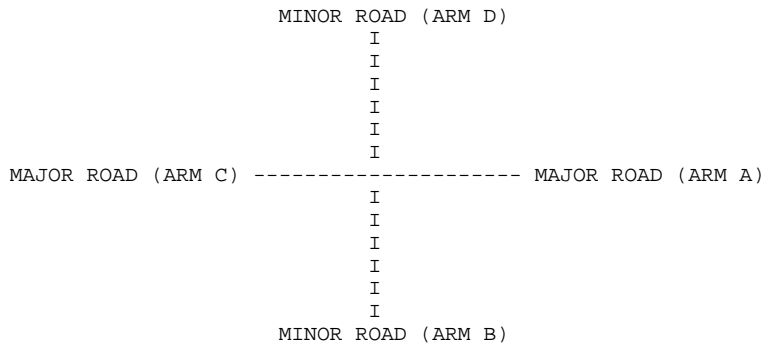 MINOR ROAD (ARM D)
I
I
I
I
I
I
MAJOR ROAD (ARM C) --------------------- MAJOR ROAD (ARM A)
I
I
I
I
I
I
MINOR ROAD (ARM B)